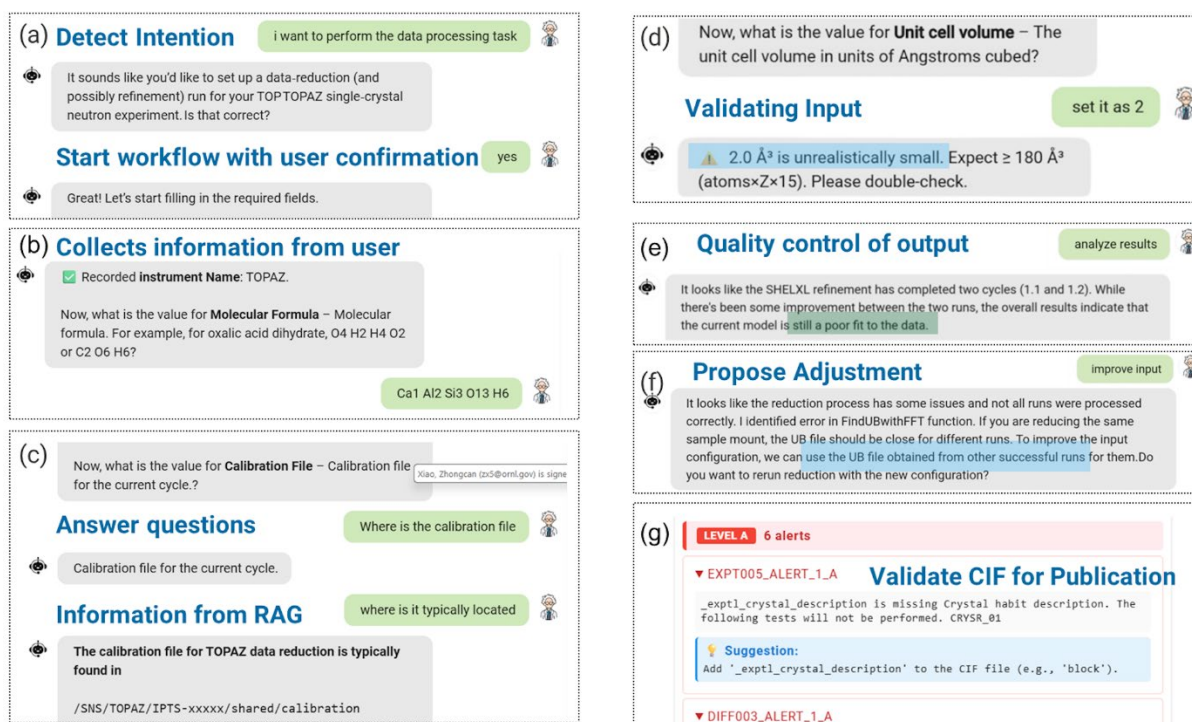 (a) Detect Intention
i want to perform the data processing task
It sounds like you'd like to set up a data-reduction (and
possibly refinement) run for your TOPTOPAZ single-crystal
neutron experiment. Is that correct?
Start workflow with user confirmation
yes
Great! Let's start filling in the required fields.
(b) Collects information from user
✅ Recorded instrument Name: TOPAZ.
Now, what is the value for Molecular Formula – Molecular
formula. For example, for oxalic acid dihydrate, O4 H2 H4 O2
or C2 O6 H6?
Ca1 Al2 Si3 O13 H6
(c)
Now, what is the value for Calibration File – Calibration file
for the current cycle.?
Xiao, Zhongcan (zx5@ornl.gov) is signe
Answer questions
Where is the calibration file
Calibration file for the current cycle.
Information from RAG
where is it typically located
The calibration file for TOPAZ data reduction is typically
found in
/SNS/TOPAZ/IPTS-xxxxx/shared/calibration
(d)
Now, what is the value for Unit cell volume – The
unit cell volume in units of Angstroms cubed?
Validating Input
set it as 2
⚠️ 2.0 Å³ is unrealistically small. Expect ≥ 180 Å³
(atoms×Z×15). Please double-check.
(e) Quality control of output
analyze results
It looks like the SHELXL refinement has completed two cycles (1.1 and 1.2). While
there's been some improvement between the two runs, the overall results indicate that
the current model is still a poor fit to the data.
(f) Propose Adjustment
improve input
It looks like the reduction process has some issues and not all runs were processed
correctly. I identified error in FindUBwithFFT function. If you are reducing the same
sample mount, the UB file should be close for different runs. To improve the input
configuration, we can use the UB file obtained from other successful runs for them.Do
you want to rerun reduction with the new configuration?
(g)
LEVEL A 6 alerts
▼ EXPT005_ALERT_1_A
Validate CIF for Publication
_exptl_crystal_description is missing Crystal habit description. The
following tests will not be performed. CRYSR_01
💡 Suggestion:
Add '_exptl_crystal_description' to the CIF file (e.g., 'block').
▼ DIFF003_ALERT_1_A